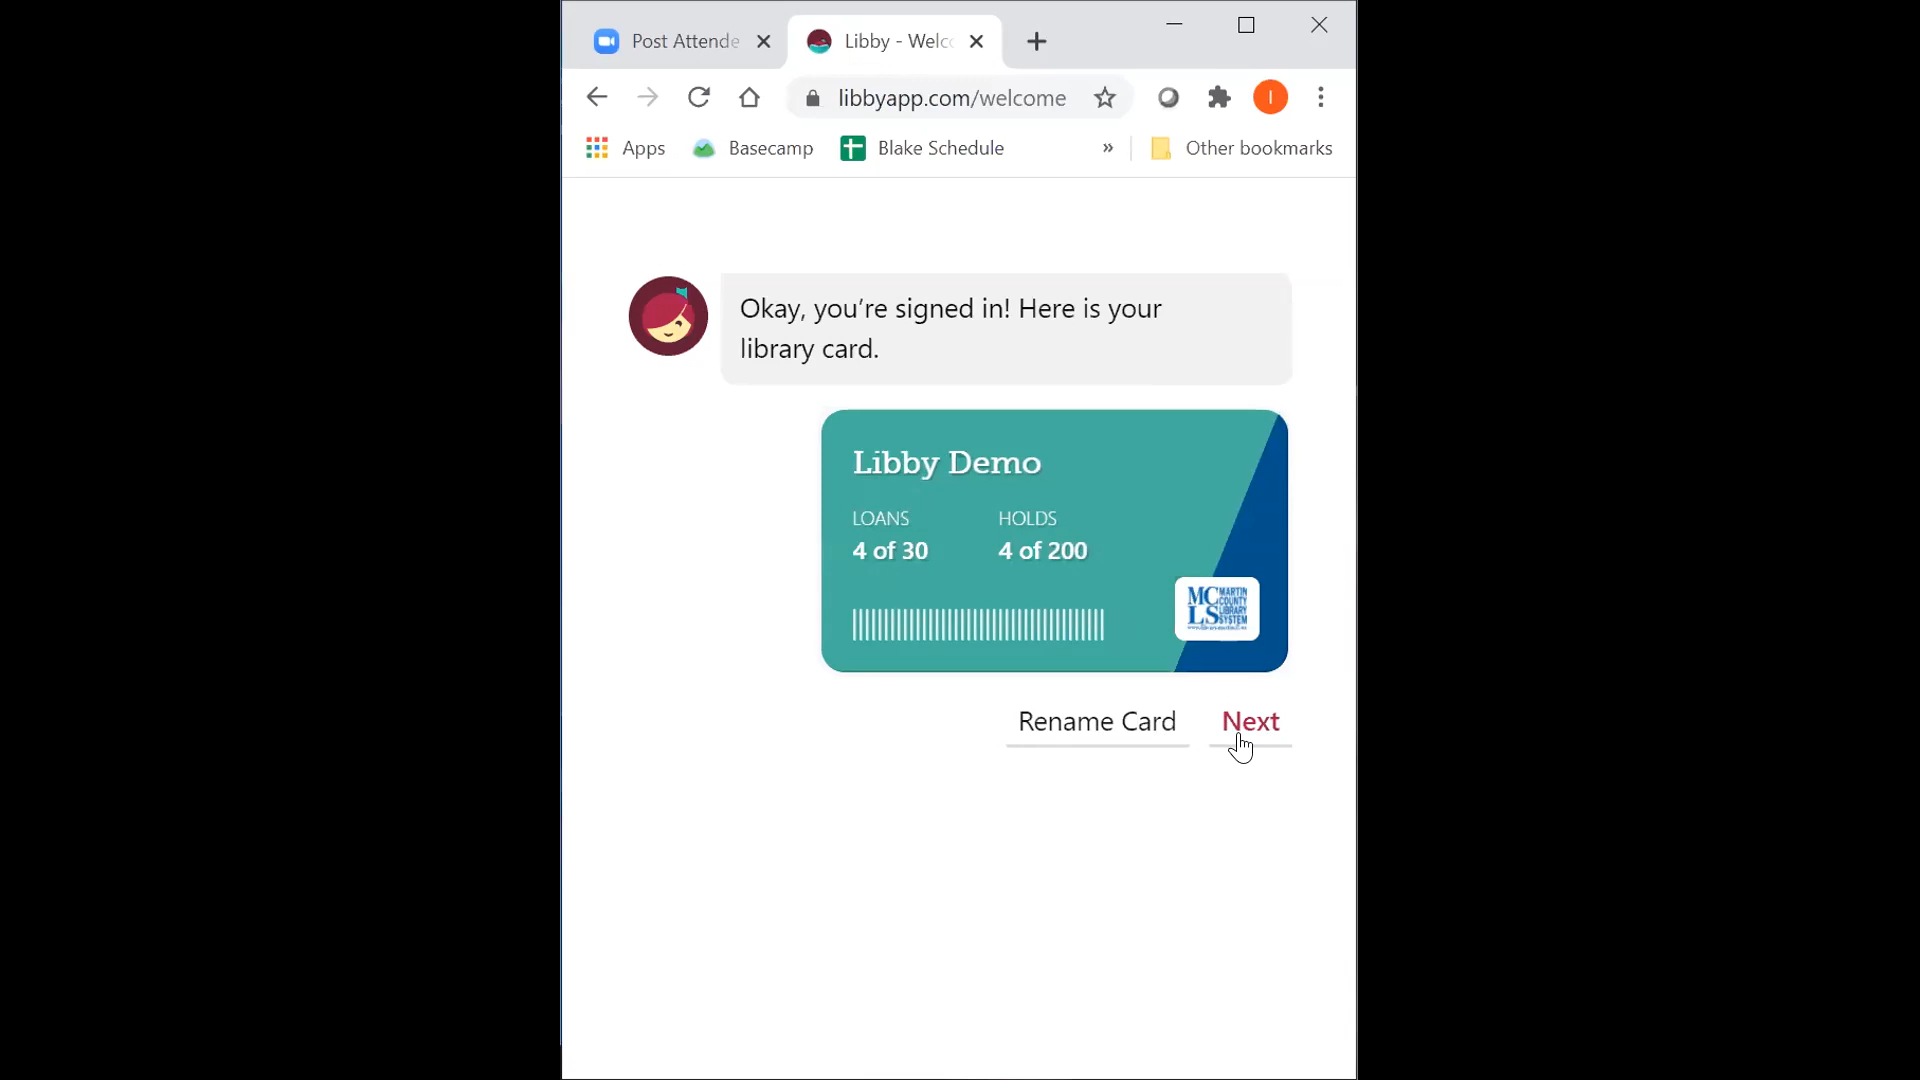 Post Attende
Libby - Welc
libbyapp.com/welcome
I
Apps
Basecamp
Blake Schedule
»
Other bookmarks
Okay, you’re signed in! Here is your
library card.
Libby Demo
LOANS HOLDS
4 of 30 4 of 200
MC
LS
MARTIN
COUNTY
LIBRARY
SYSTEM
Rename Card
Next